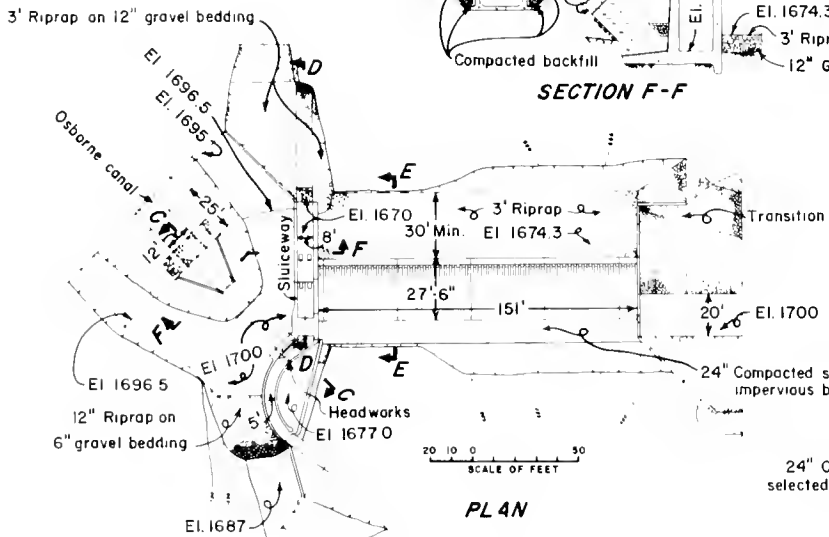 3' Riprap on 12" gravel bedding
El 1696.5
El. 1695
Osborne canal
25'
12'
C
D
Compacted backfill
El.
El. 1674.3
3' Ripr
12" G
SECTION F-F
E
El. 1670
8'
F
Sluiceway
3' Riprap
30' Min.
El 1674.3
Transition
27'-6"
151'
20'
El. 1700
F
El 1700
D
E
El 1696 5
C
24" Compacted s
impervious b
12" Riprap on
6" gravel bedding
5'
Headworks
El 1677 0
20 10 0 50
SCALE OF FEET
24" C
selected
El. 1687
PLAN